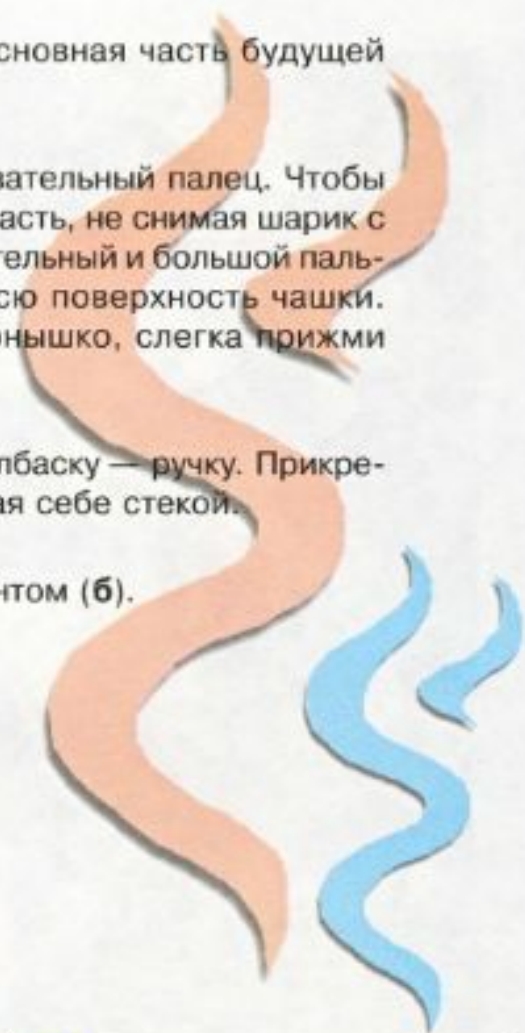 сновная часть будущей
зательный палец. Чтобы
асть, не снимая шарик с
тельный и большой паль-
сю поверхность чашки.
нышко, слегка прижми
лбаску — ручку. Прикре-
ая себе стекой.
нтом (б).